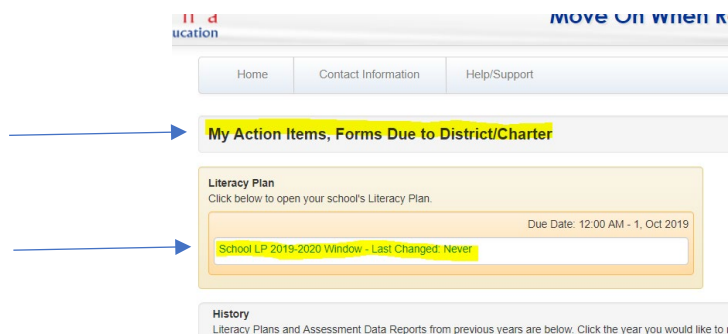 ucation
Move On When R
Home Contact Information Help/Support
My Action Items, Forms Due to District/Charter
Literacy Plan
Click below to open your school's Literacy Plan.
Due Date: 12:00 AM - 1, Oct 2019
School LP 2019-2020 Window - Last Changed: Never
History
Literacy Plans and Assessment Data Reports from previous years are below. Click the year you would like to